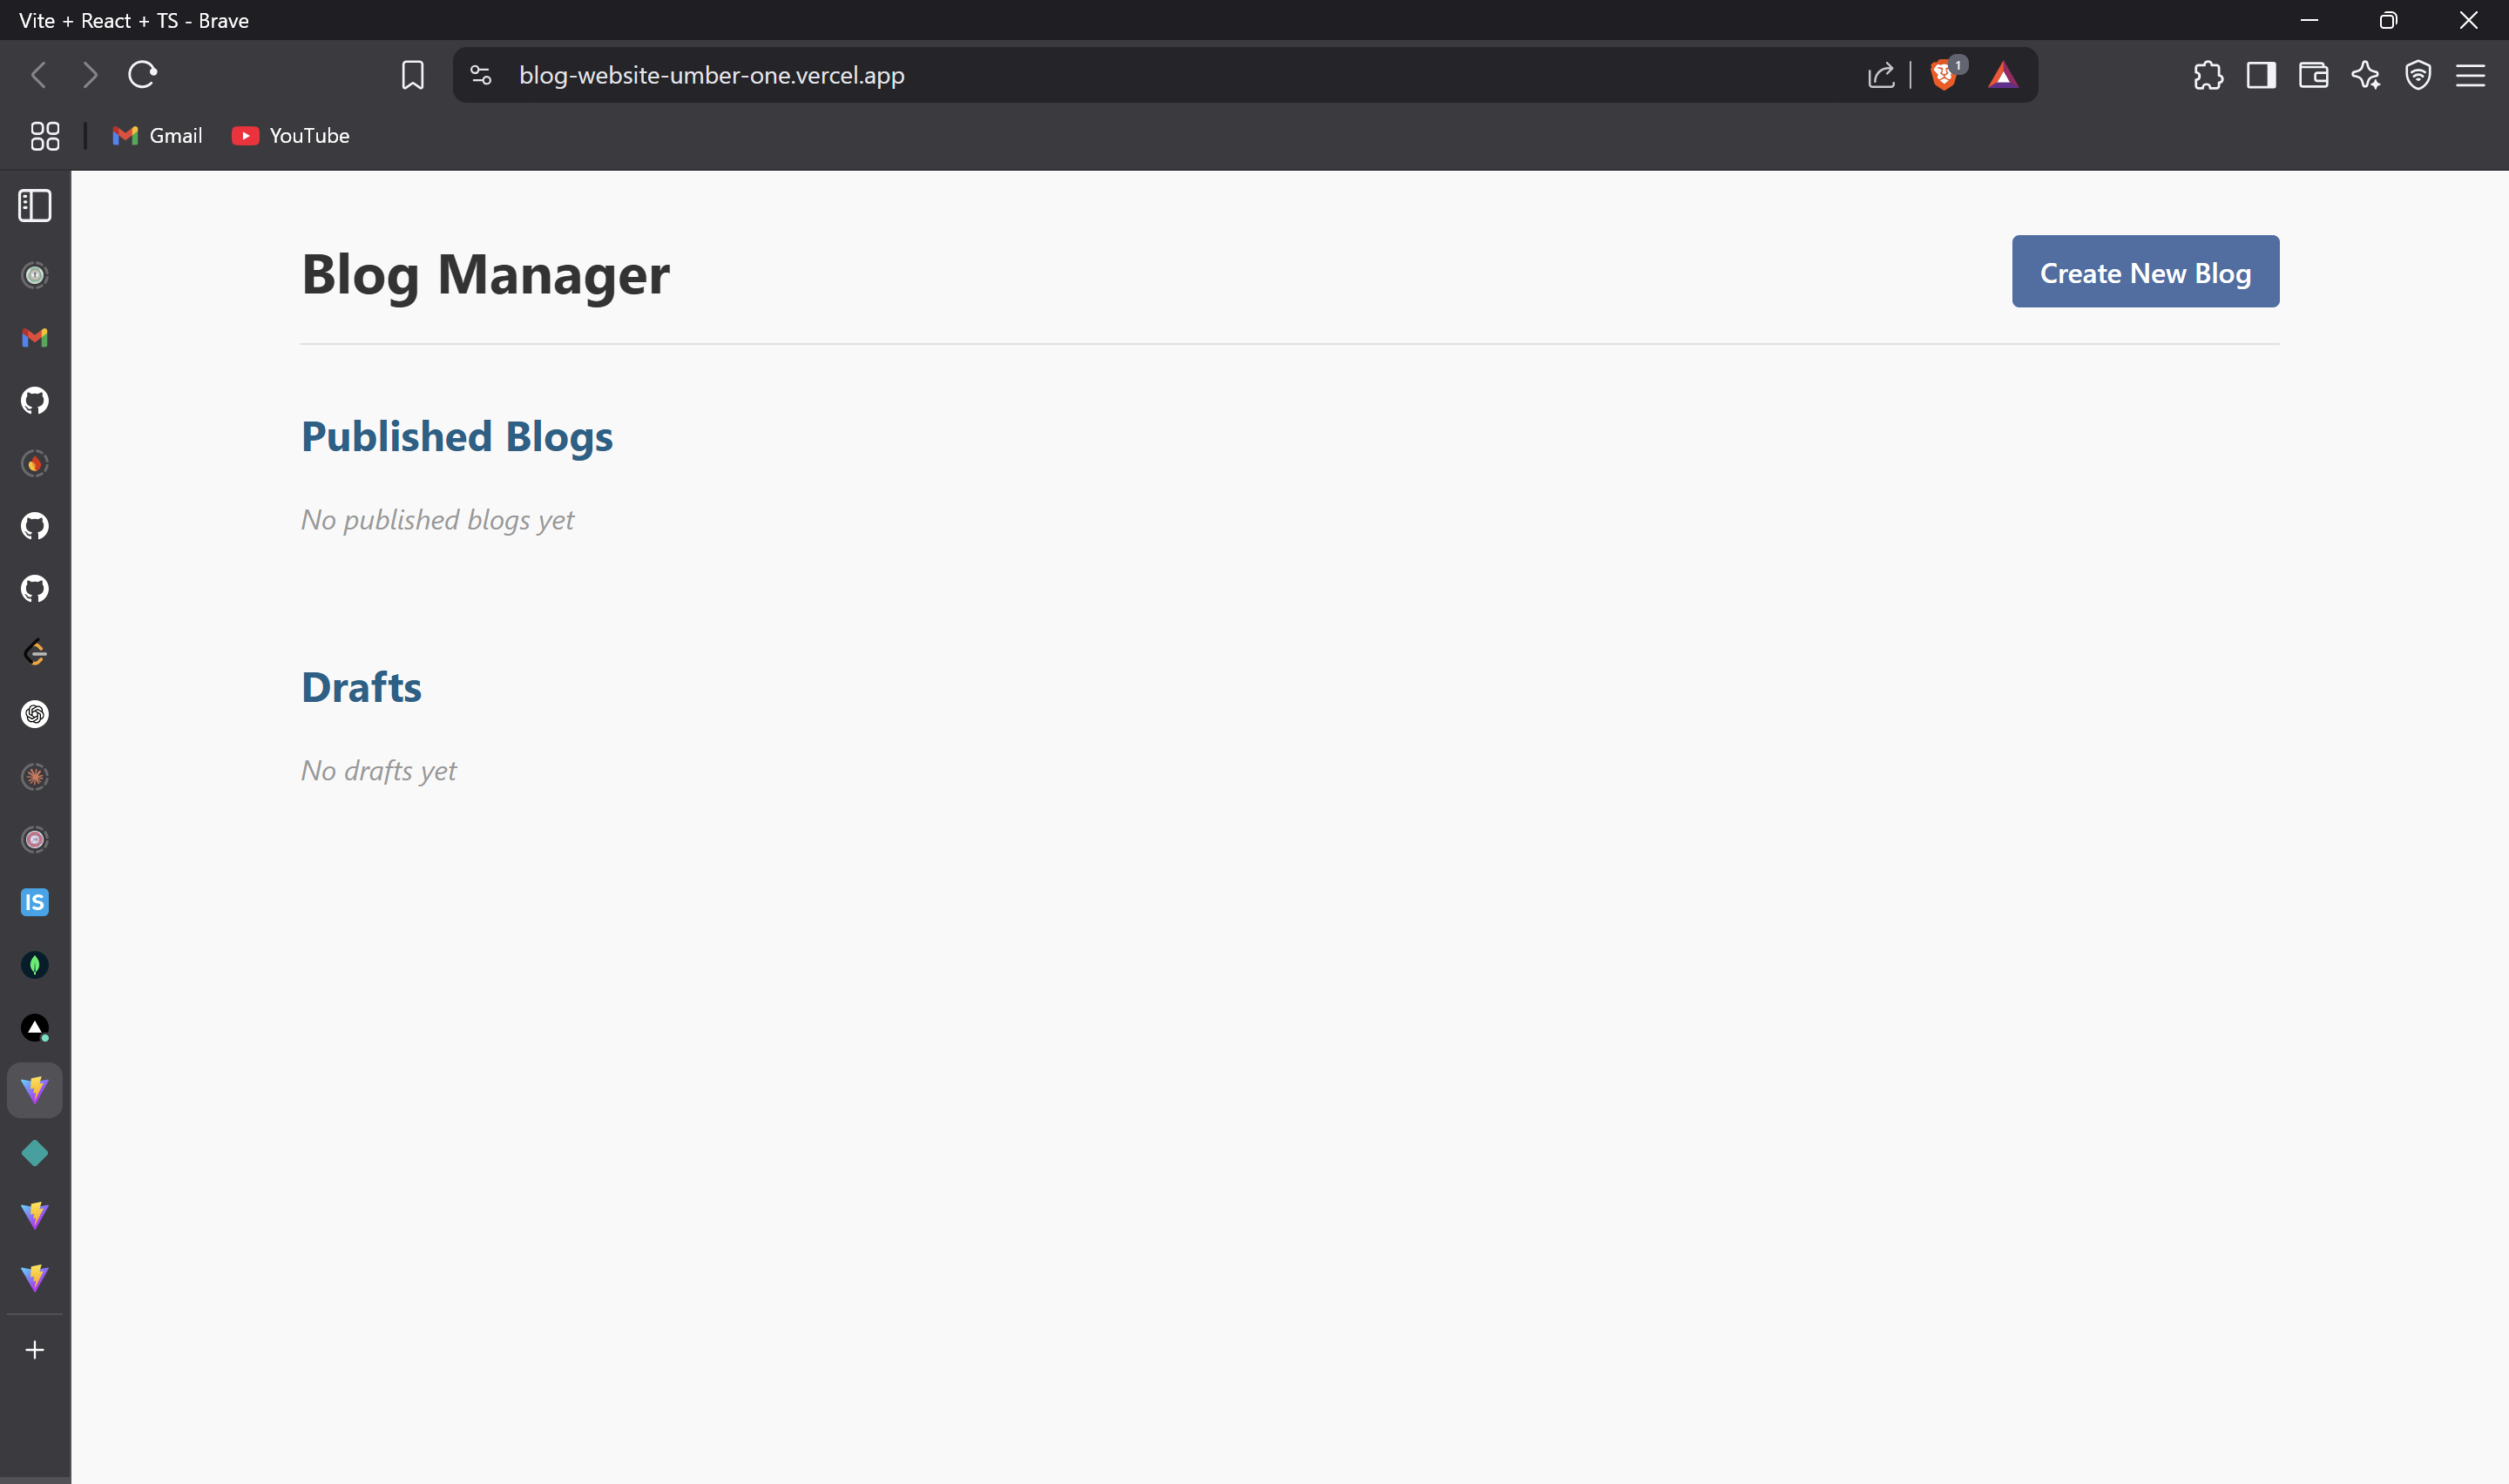 Vite + React + TS - Brave
blog-website-umber-one.vercel.app
1
Gmail
YouTube
Blog Manager
Create New Blog
Published Blogs
No published blogs yet
Drafts
No drafts yet
IS